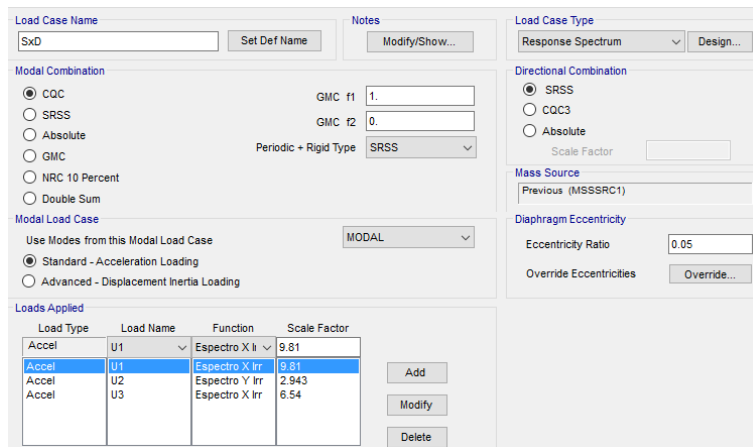 Load Case Name
SxD
Set Def Name
Notes
Modify/Show...
Load Case Type
Response Spectrum
Design...
Modal Combination
CQC
SRSS
Absolute
GMC
NRC 10 Percent
Double Sum
GMC f1 1.
GMC f2 0.
Periodic + Rigid Type SRSS
Directional Combination
SRSS
CQC3
Absolute
Scale Factor
Mass Source
Previous (MSSSRC1)
Modal Load Case
Use Modes from this Modal Load Case MODAL
Standard - Acceleration Loading
Advanced - Displacement Inertia Loading
Diaphragm Eccentricity
Eccentricity Ratio 0.05
Override Eccentricities Override...
Loads Applied
Load Type Load Name Function Scale Factor
Accel U1 Espectro X Ir 9.81
Accel U1 Espectro X Irr 9.81
Accel U2 Espectro Y Irr 2.943
Accel U3 Espectro X Irr 6.54
Add
Modify
Delete